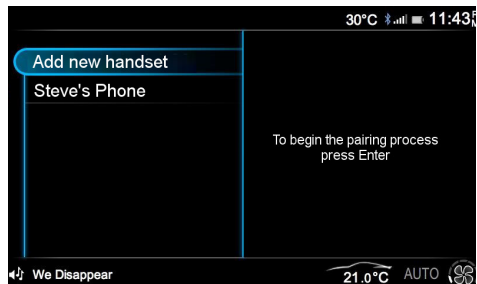 30°C 11:43
Add new handset
Steve's Phone
To begin the pairing process
press Enter
We Disappear
21.0°C AUTO